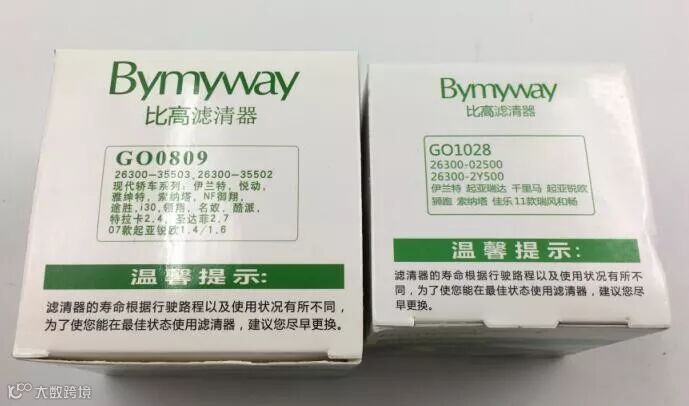 Bymyway
比高滤清器
GO0809
26300-35503,26300-35502
现代轿车系列：伊兰特，悦动，
雅绅特，索纳塔，NF御翔，
途胜,i30,领翔，名驭，酷派，
特拉卡2.4，圣达菲2.7
07款起亚锐欧1.4/1.6
温馨提示:
滤清器的寿命根据行驶路程以及使用状况有所不同，
为了使您能在最佳状态使用滤清器，建议您尽早更换。
Bymyway
比高滤清器
GO1028
26300-02500
26300-2Y500
伊兰特 起亚瑞达 千里马 起亚锐欧
狮跑 索纳塔 佳乐 11款瑞风和畅
温馨提示:
滤清器的寿命根据行驶路程以及使用状况有所不同，
为了使您能在最佳状态使用滤清器，建议您尽早更换。
大数跨境